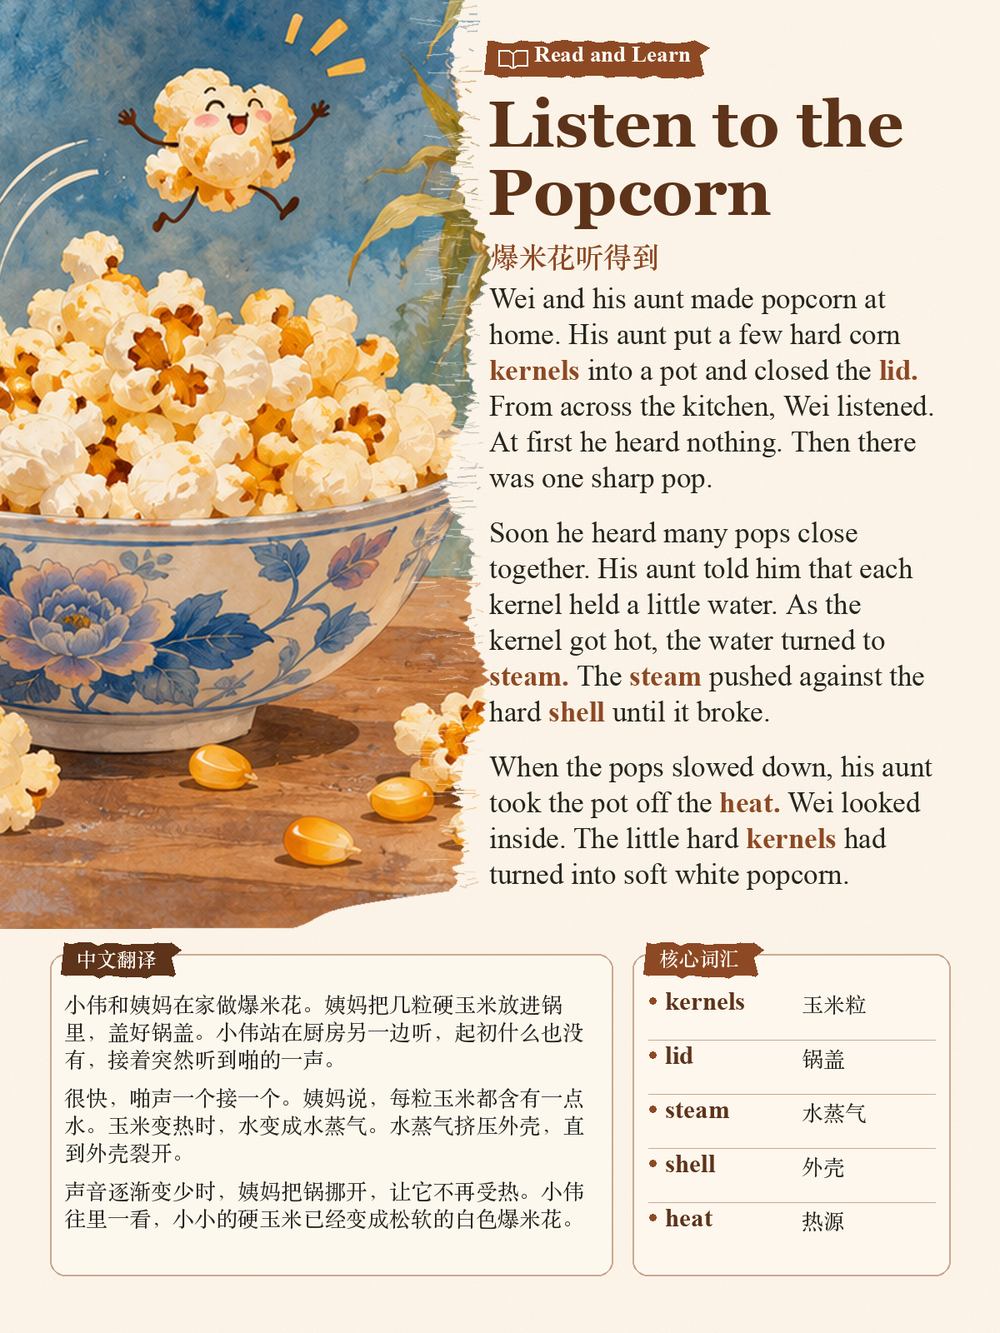 Read and Learn
Listen to the
Popcorn
爆米花听得到
Wei and his aunt made popcorn at
home. His aunt put a few hard corn
kernels into a pot and closed the lid.
From across the kitchen, Wei listened.
At first he heard nothing. Then there
was one sharp pop.
Soon he heard many pops close
together. His aunt told him that each
kernel held a little water. As the
kernel got hot, the water turned to
steam. The steam pushed against the
hard shell until it broke.
When the pops slowed down, his aunt
took the pot off the heat. Wei looked
inside. The little hard kernels had
turned into soft white popcorn.
中文翻译
小伟和姨妈在家做爆米花。姨妈把几粒硬玉米放进锅
里，盖好锅盖。小伟站在厨房另一边听，起初什么也没
有，接着突然听到啪的一声。
很快，啪声一个接一个。姨妈说，每粒玉米都含有一点
水。玉米变热时，水变成水蒸气。水蒸气挤压外壳，直
到外壳裂开。
声音逐渐变少时，姨妈把锅挪开，让它不再受热。小伟
往里一看，小小的硬玉米已经变成松软的白色爆米花。
核心词汇
• kernels 玉米粒
• lid 锅盖
• steam 水蒸气
• shell 外壳
• heat 热源